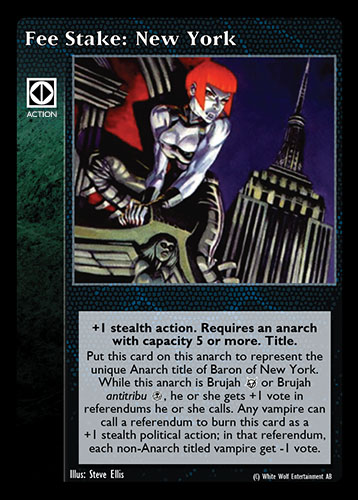 Fee Stake: New York
ACTION
+1 stealth action. Requires an anarch
with capacity 5 or more. Title.
Put this card on this anarch to represent the
unique Anarch title of Baron of New York.
While this anarch is Brujah or Brujah
antitribu , he or she gets +1 vote in
referendums he or she calls. Any vampire can
call a referendum to burn this card as a
+1 stealth political action; in that referendum,
each non-Anarch titled vampire get -1 vote.
Illus: Steve Ellis
(C) White Wolf Entertainment AB